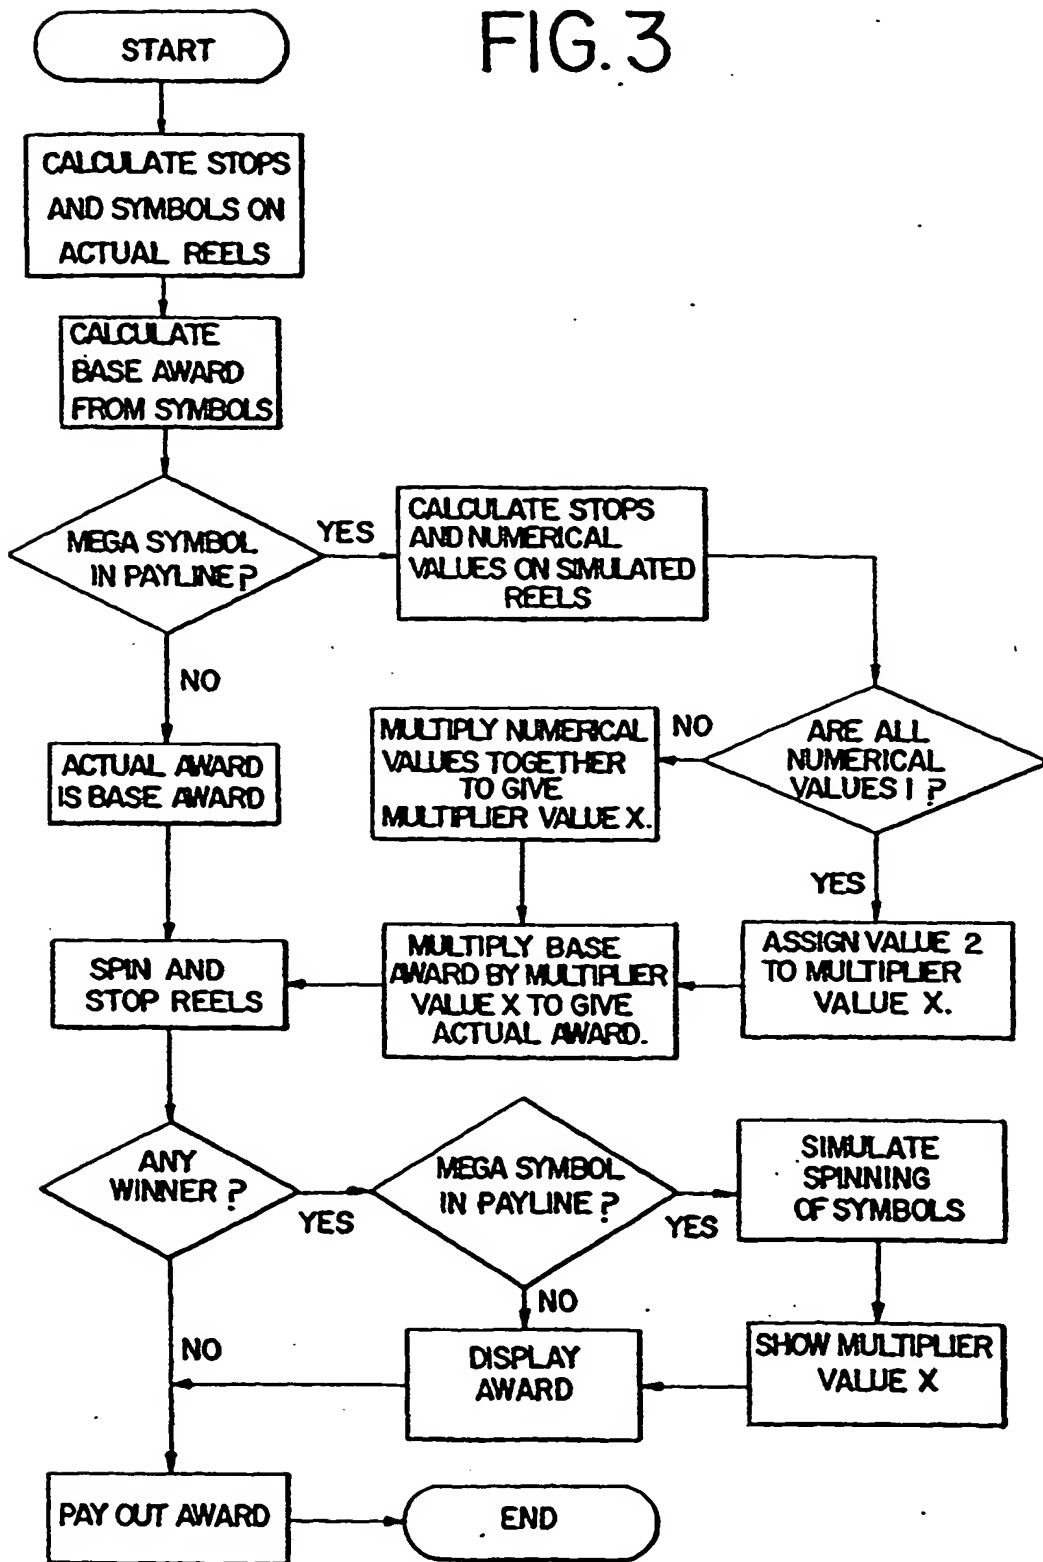 FIG. 3
START
CALCULATE STOPS
AND SYMBOLS ON
ACTUAL REELS
CALCULATE
BASE AWARD
FROM SYMBOLS
MEGA SYMBOL
IN PAYLINE?
YES
CALCULATE STOPS
AND NUMERICAL
VALUES ON SIMULATED
REELS
NO
ARE ALL
NUMERICAL
VALUES 1 ?
NO
MULTIPLY NUMERICAL
VALUES TOGETHER
TO GIVE
MULTIPLIER VALUE X.
ACTUAL AWARD
IS BASE AWARD
YES
ASSIGN VALUE 2
TO MULTIPLIER
VALUE X.
MULTIPLY BASE
AWARD BY MULTIPLIER
VALUE X TO GIVE
ACTUAL AWARD.
SPIN AND
STOP REELS
ANY
WINNER ?
YES
MEGA SYMBOL
IN PAYLINE?
YES
SIMULATE
SPINNING
OF SYMBOLS
NO
NO
DISPLAY
AWARD
SHOW MULTIPLIER
VALUE X
PAY OUT AWARD
END